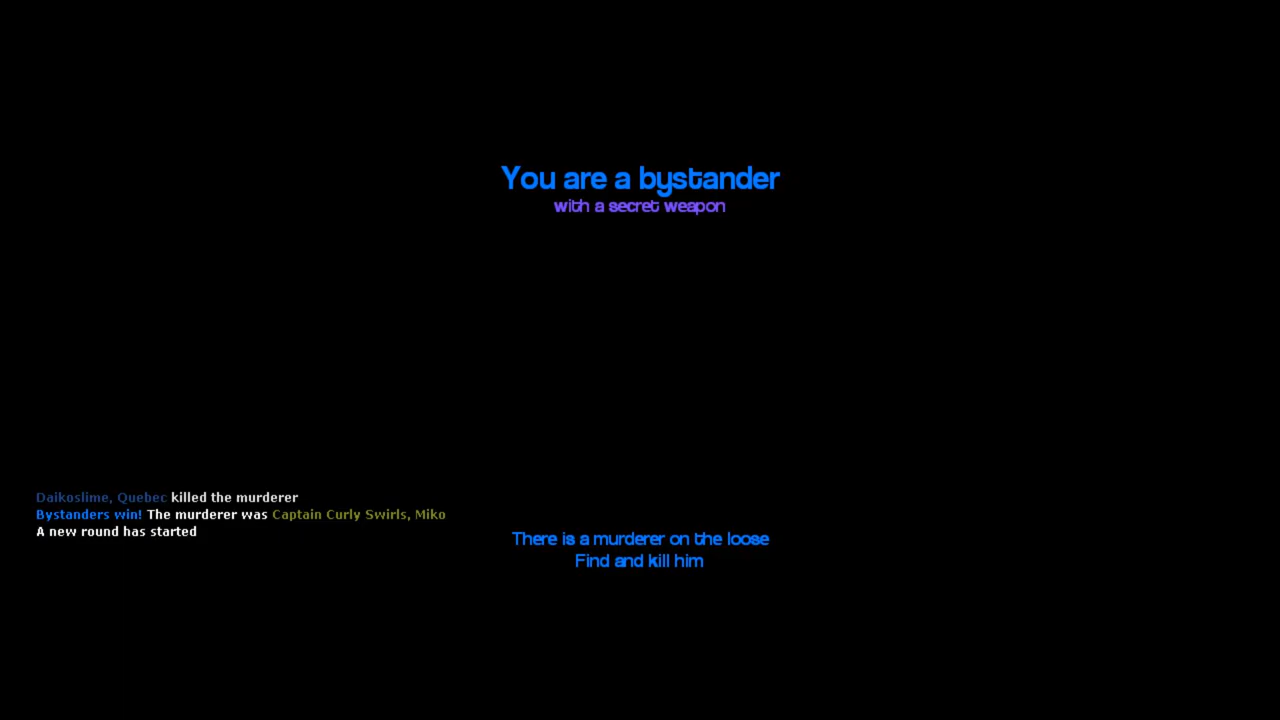 You are a bystander
with a secret weapon
Daikoslime, Quebec killed the murderer
Bystanders win! The murderer was Captain Curly Swirls, Miko
A new round has started
There is a murderer on the loose
Find and kill him